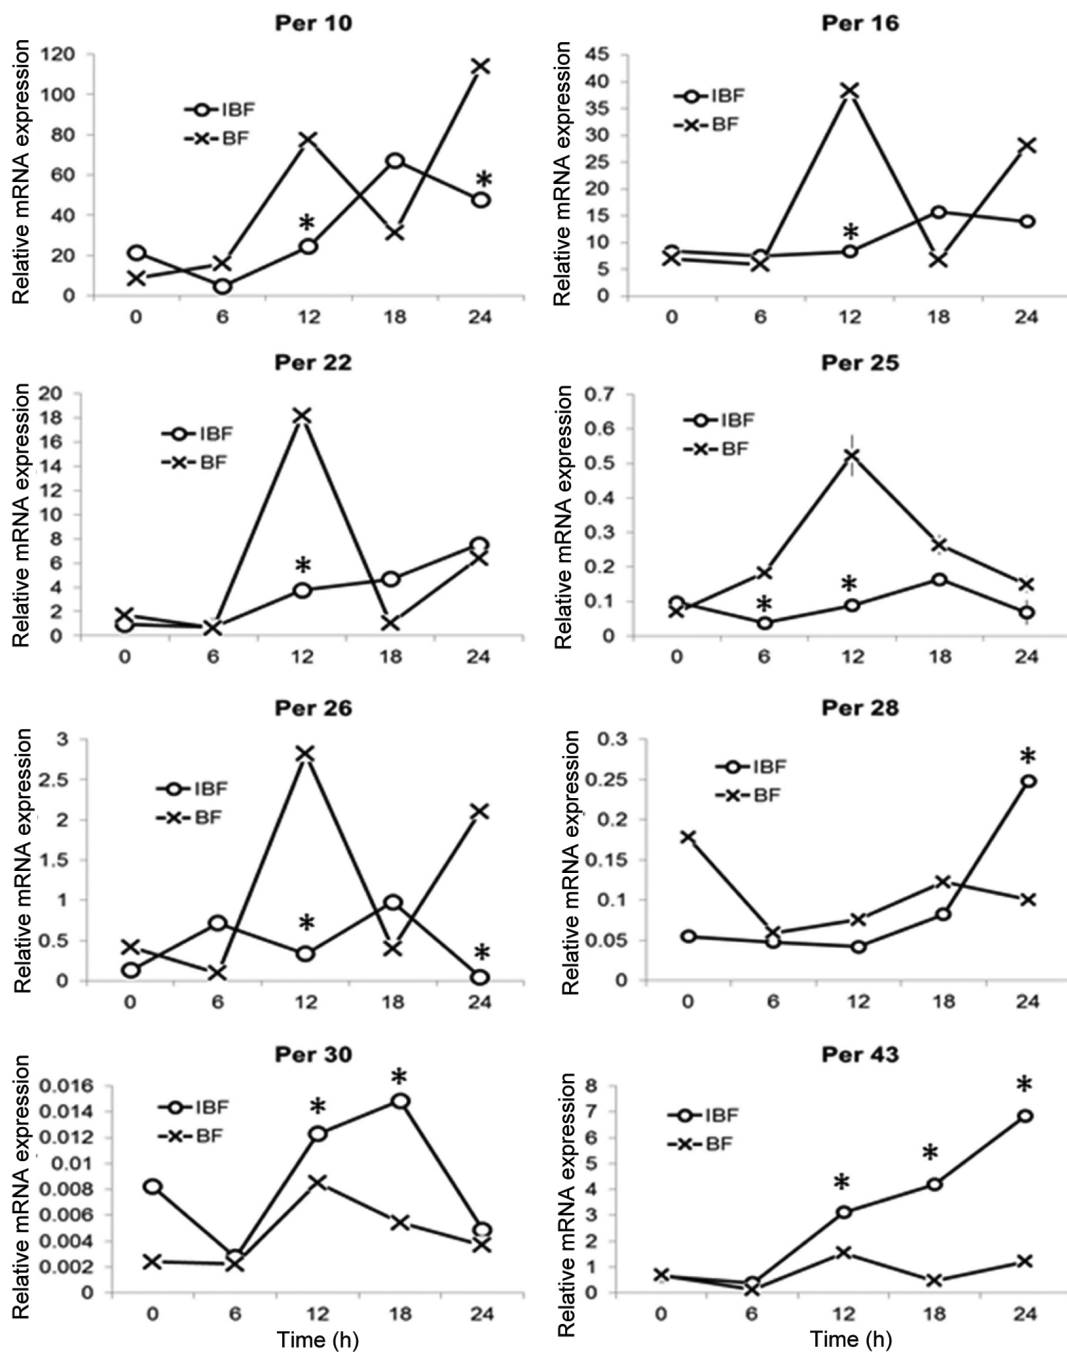 Per 10
Relative mRNA expression
120
100
80
60
40
20
0
IBF
BF
*
*
0 6 12 18 24
Per 16
Relative mRNA expression
45
40
35
30
25
20
15
10
5
0
IBF
BF
*
0 6 12 18 24
Per 22
Relative mRNA expression
20
18
16
14
12
10
8
6
4
2
0
IBF
BF
*
0 6 12 18 24
Per 25
Relative mRNA expression
0.7
0.6
0.5
0.4
0.3
0.2
0.1
0
IBF
BF
*
*
0 6 12 18 24
Per 26
Relative mRNA expression
3
2.5
2
1.5
1
0.5
0
IBF
BF
*
*
0 6 12 18 24
Per 28
Relative mRNA expression
0.3
0.25
0.2
0.15
0.1
0.05
0
IBF
BF
*
0 6 12 18 24
Per 30
Relative mRNA expression
0.016
0.014
0.012
0.01
0.008
0.006
0.004
0.002
0
IBF
BF
*
*
0 6 12 18 24
Time (h)
Per 43
Relative mRNA expression
8
7
6
5
4
3
2
1
0
IBF
BF
*
*
*
0 6 12 18 24
Time (h)